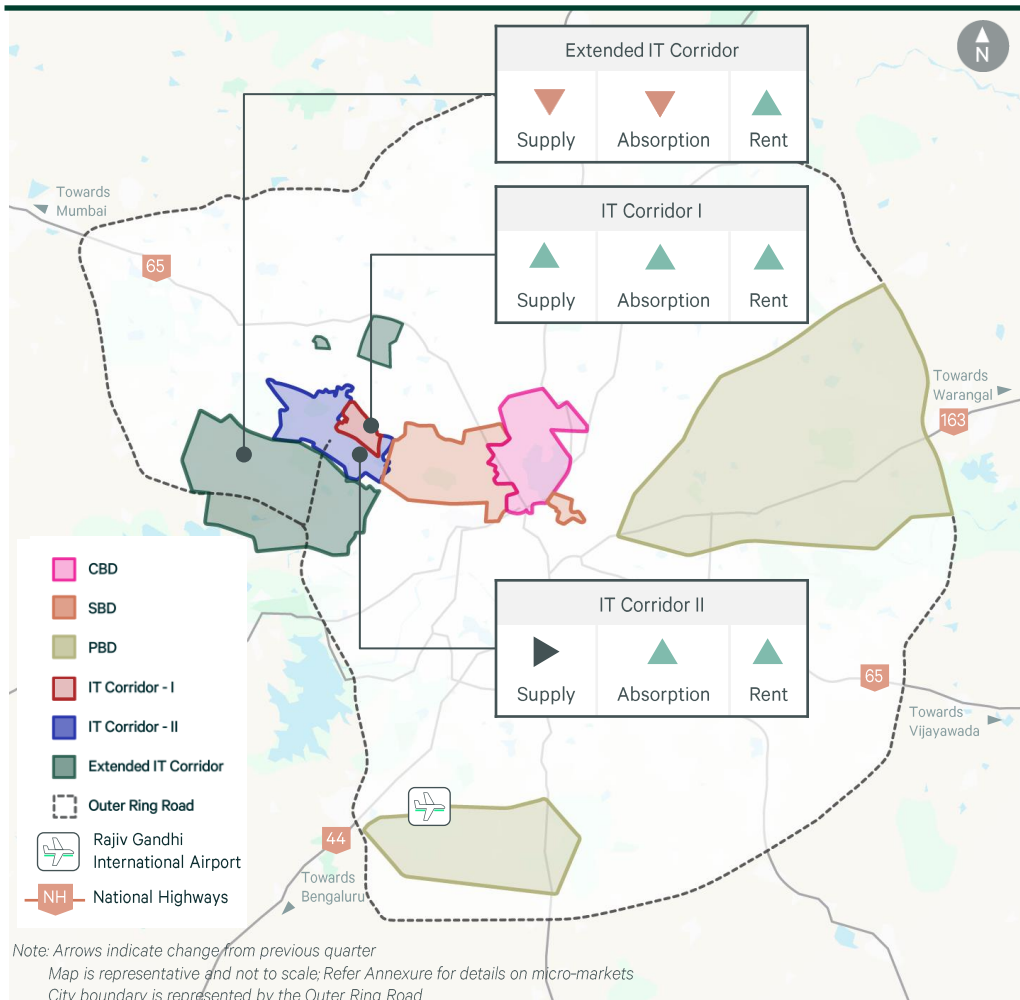 N
Extended IT Corridor
Supply
Absorption
Rent
IT Corridor I
Supply
Absorption
Rent
Towards
Mumbai
65
Towards
Warangal
163
CBD
SBD
PBD
IT Corridor - I
IT Corridor - II
Extended IT Corridor
Outer Ring Road
Rajiv Gandhi
International Airport
NH
National Highways
IT Corridor II
Supply
Absorption
Rent
65
Towards
Vijayawada
44
Towards
Bengaluru
Note: Arrows indicate change from previous quarter
Map is representative and not to scale; Refer Annexure for details on micro-markets
City boundary is represented by the Outer Ring Road